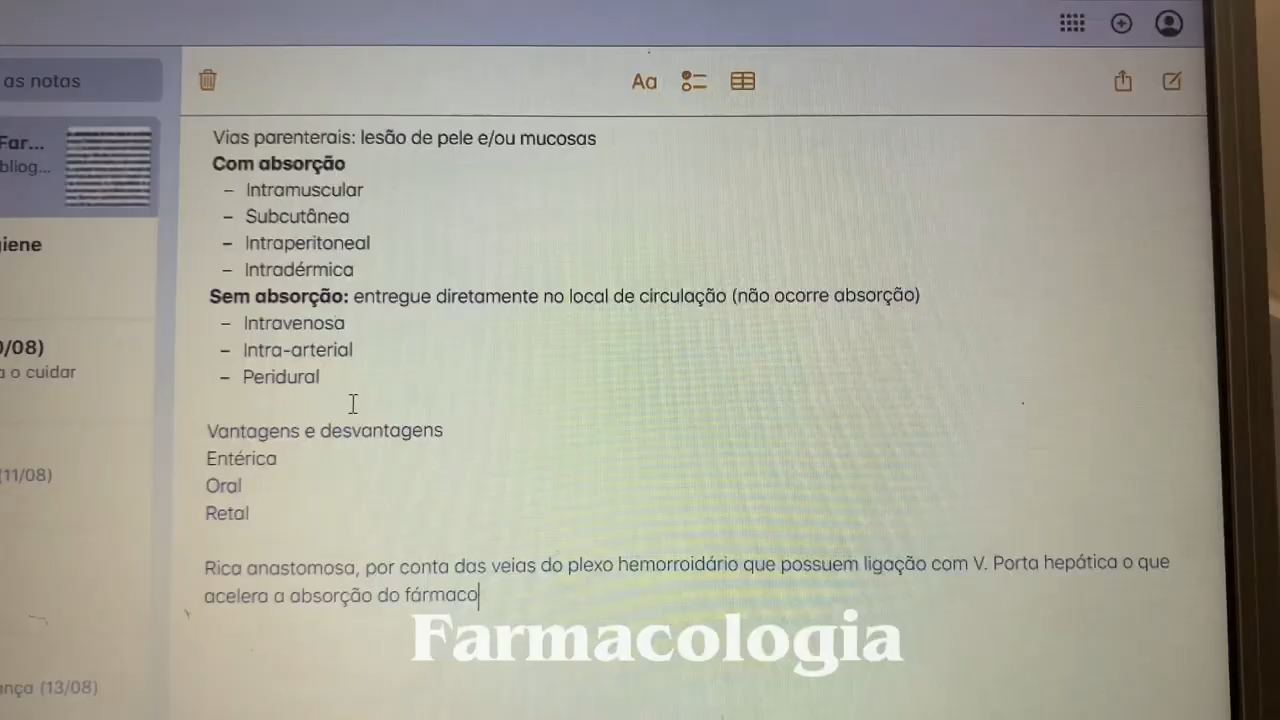 as notas
Aa
Far...
bliog...
iene
0/08)
a o cuidar
(11/08)
nça (13/08)
Vias parenterais: lesão de pele e/ou mucosas
Com absorção
– Intramuscular
– Subcutânea
– Intraperitoneal
– Intradérmica
Sem absorção: entregue diretamente no local de circulação (não ocorre absorção)
– Intravenosa
– Intra-arterial
– Peridural
Vantagens e desvantagens
Entérica
Oral
Retal
Rica anastomosa, por conta das veias do plexo hemorroidário que possuem ligação com V. Porta hepática o que
acelera a absorção do fármaco
Farmacologia